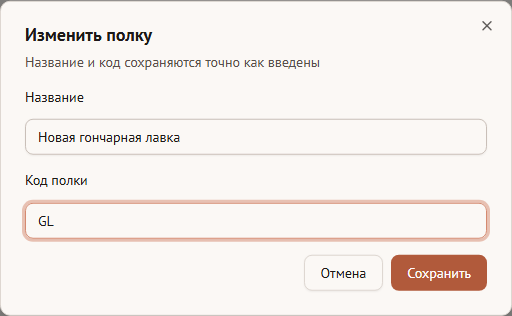 Изменить полку
Название и код сохраняются точно как введены
Название
Новая гончарная лавка
Код полки
GL
Отмена
Сохранить